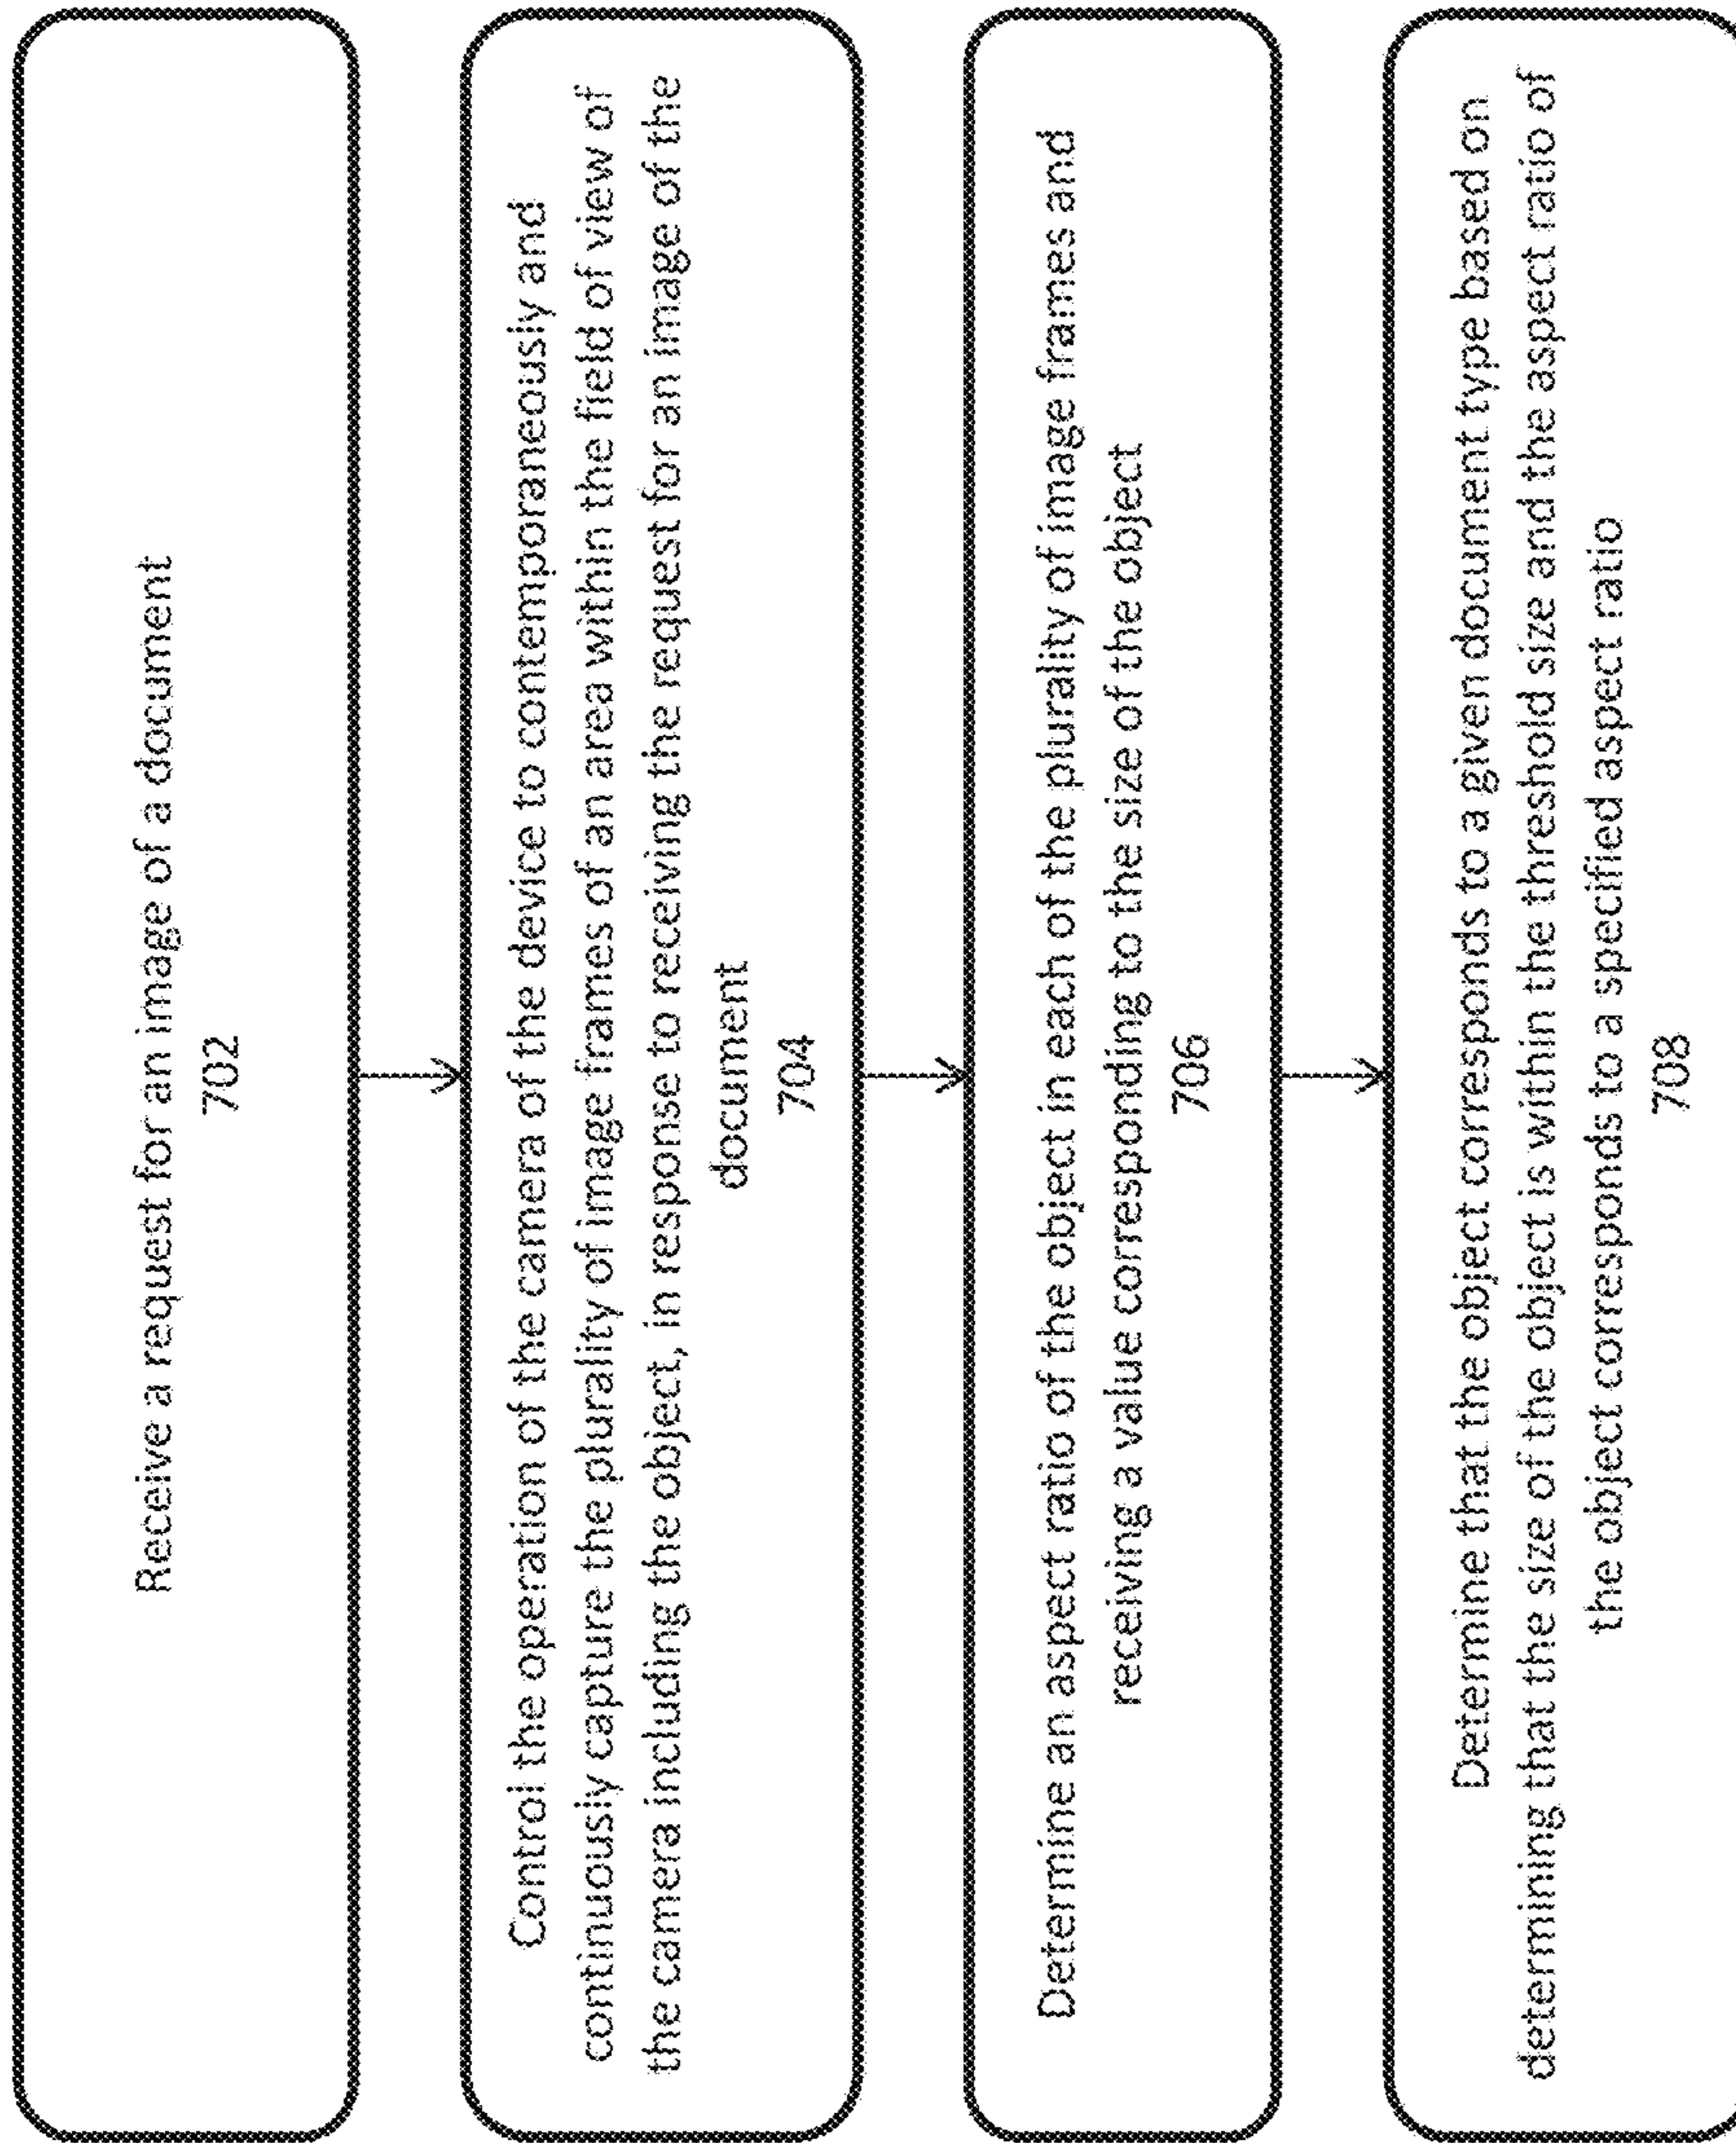 Receive a request for an image of a document
702
Control the operation of the camera of the device to contemporaneously and
continuously capture the plurality of image frames of an area within the field of view of
the camera including the object, in response to receiving the request for an image of the
document
704
Determine an aspect ratio of the object in each of the plurality of image frames and
receiving a value corresponding to the size of the object
706
Determine that the object corresponds to a given document type based on
determining that the size of the object is within the threshold size and the aspect ratio of
the object corresponds to a specified aspect ratio
708